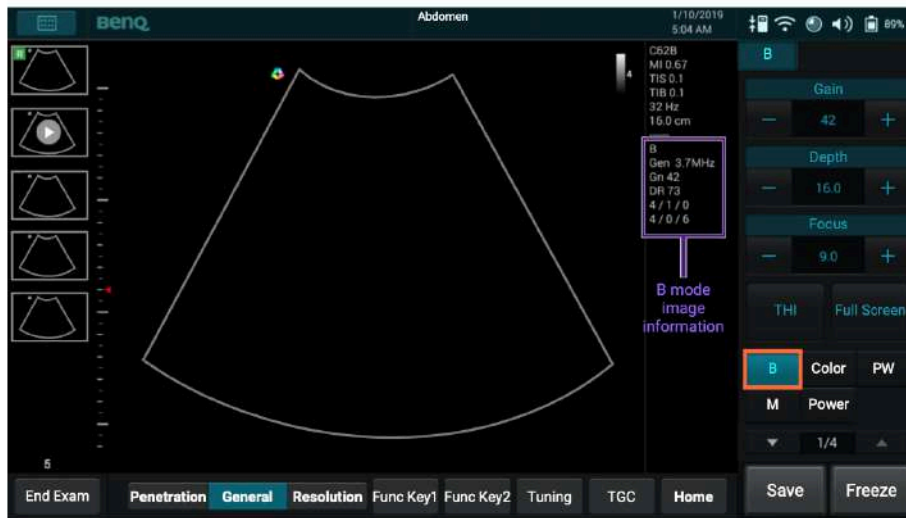 BenQ
Abdomen
1/10/2019
5:04 AM
89%
C62B
MI 0.67
TIS 0.1
TIB 0.1
32 Hz
16.0 cm
4
B
Gen 3.7MHz
Gn 42
DR 73
4 / 1 / 0
4 / 0 / 6
B mode
image
information
B
Gain
− 42 +
Depth
− 16.0 +
Focus
− 9.0 +
THI Full Screen
B Color PW
M Power
▼ 1/4 ▲
5
End Exam Penetration General Resolution Func Key1 Func Key2 Tuning TGC Home Save Freeze